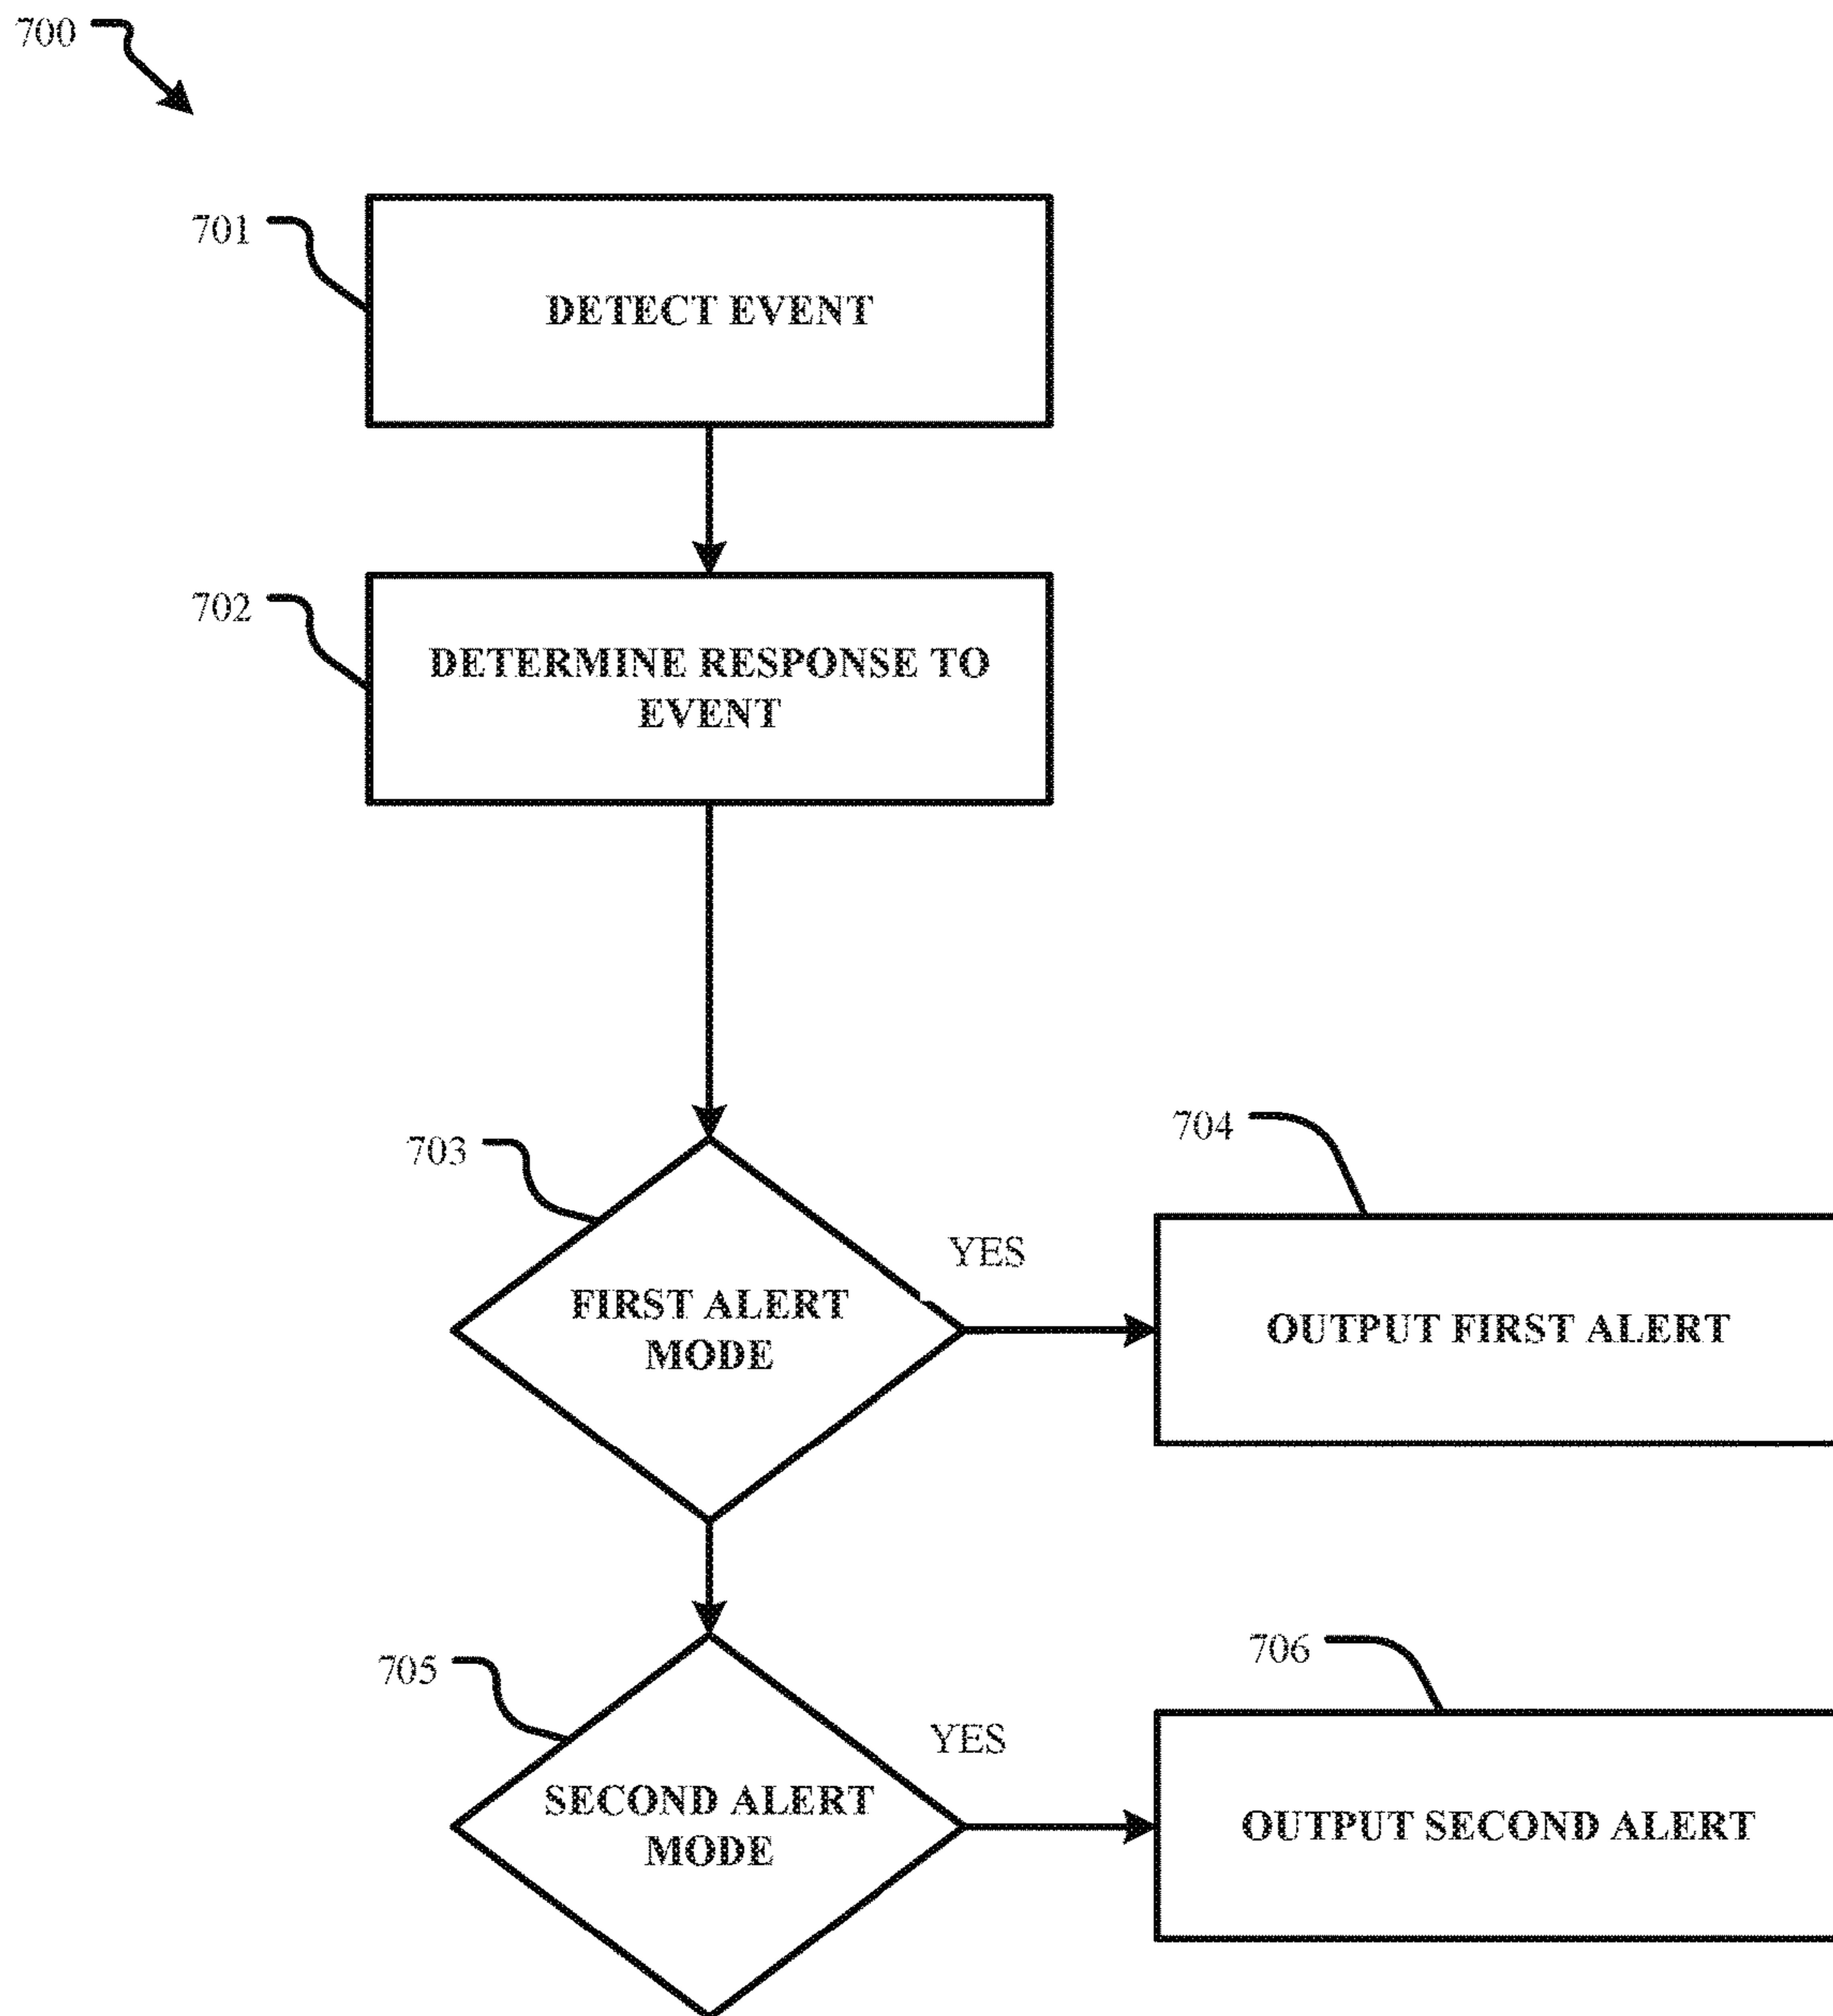 700
701
DETECT EVENT
702
DETERMINE RESPONSE TO
EVENT
703
FIRST ALERT
MODE
YES
704
OUTPUT FIRST ALERT
705
SECOND ALERT
MODE
YES
706
OUTPUT SECOND ALERT